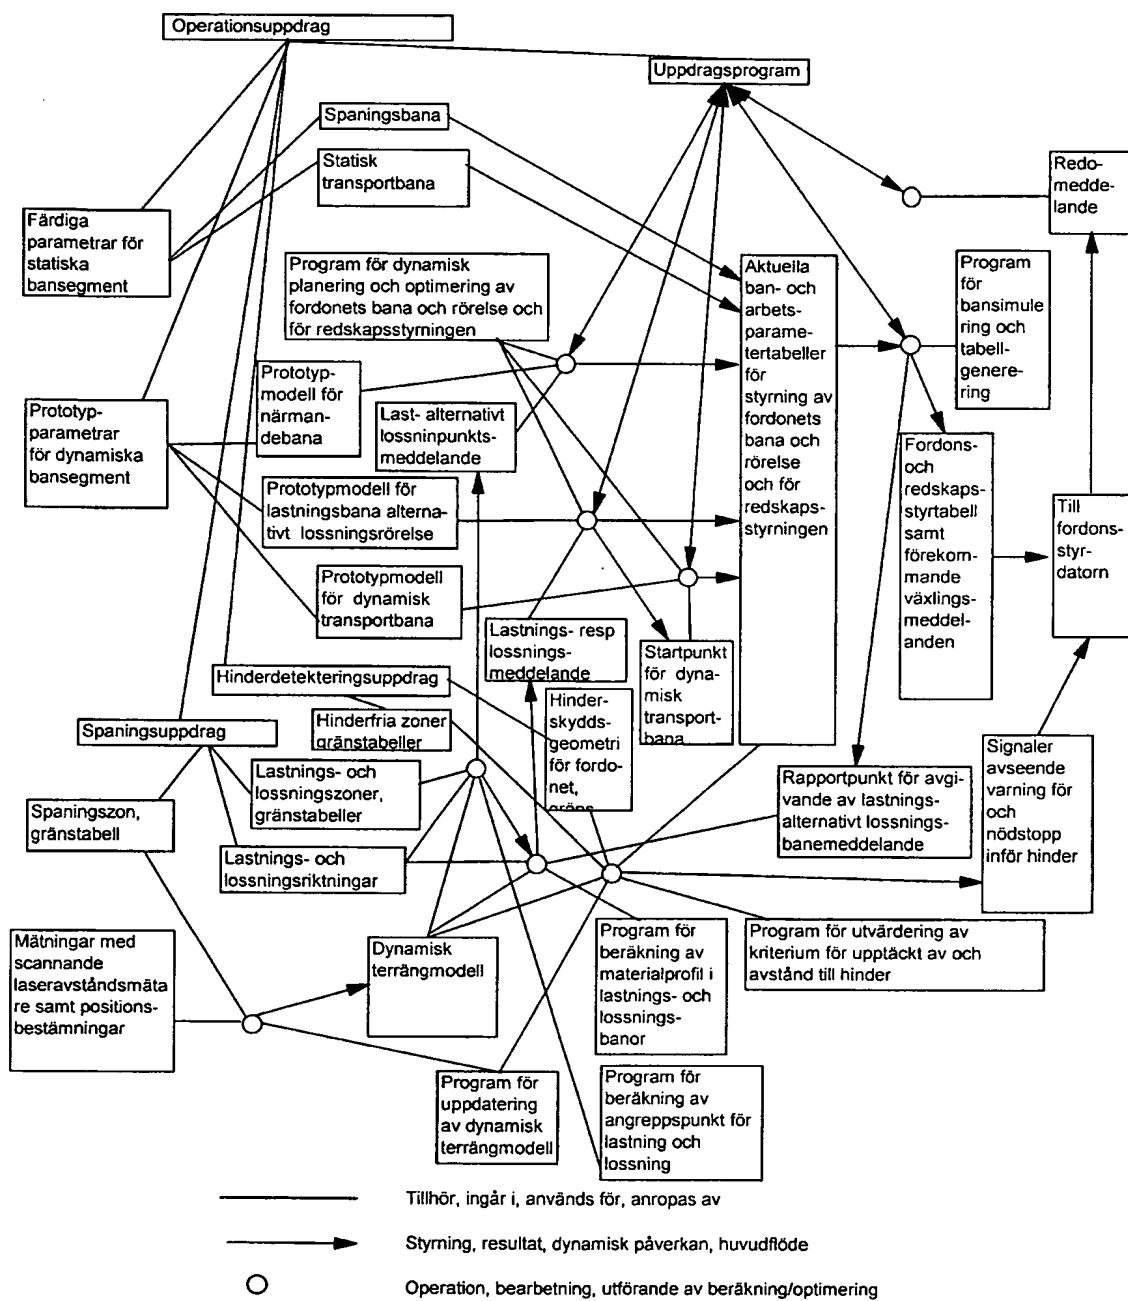 Operationsuppdrag
Uppdragsprogram
Spaningsbana
Statisk
transportbana
Redo-
medde-
lande
Färdiga
parametrar för
statiska
bansegment
Program för dynamisk
planering och optimering av
fordonets bana och rörelse och
för redskapsstyrningen
Aktuella
ban- och
arbets-
parame-
tertabeller
för
styrning av
fordonets
bana och
rörelse
och för
redskaps-
styrningen
Program
för
bansimule
ring och
tabell-
genere-
ring
Prototyp-
modell för
närman-
debana
Last- alternativt
lossninpunkts-
meddelande
Prototyp-
parametrar
för dynamiska
bansegment
Fordons-
och
redskaps-
styrtabell
samt
förekom-
mande
växlings-
meddel-
anden
Prototypmodell för
lastningsbana alterna-
tivt lossningsrörelse
Till
fordons-
styr-
datorn
Prototypmodell
för dynamisk
transportbana
Lastnings- resp
lossnings-
meddelande
Startpunkt
för dyna-
misk
transport-
bana
Hinderdetekteringsuppdrag
Hinder-
skydds-
geometri
för fordo-
net,
gräns
Hinderfria zoner
gränstabeller
Spaningsuppdrag
Signaler
avseende
varning för
och
nödstopp
inför hinder
Lastnings- och
lossningszoner,
gränstabeller
Rapportpunkt för avgi-
vande av lastnings-
alternativt lossnings-
banemeddelande
Spaningszon,
gränstabell
Lastnings- och
lossningsriktningar
Mätningar med
scannande
laseravståndsmäta
re samt positions-
bestämningar
Dynamisk
terrängmodell
Program för
beräkning av
materialprofil i
lastnings- och
lossnings-
banor
Program för utvärdering av
kriterium för upptäckt av och
avstånd till hinder
Program för
uppdatering
av dynamisk
terrängmodell
Program för
beräkning av
angreppspunkt för
lastning och
lossning
Tillhör, ingår i, används för, anropas av
Styrning, resultat, dynamisk påverkan, huvudflöde
Operation, bearbetning, utförande av beräkning/optimering